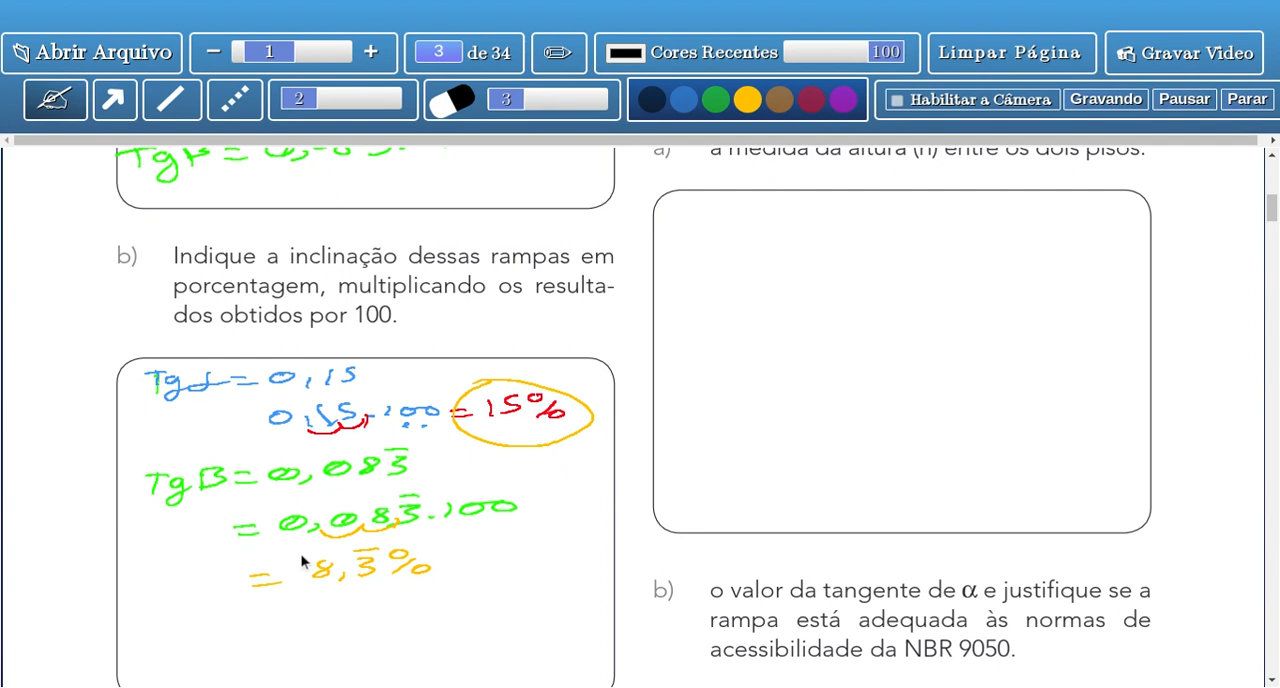 Abrir Arquivo
− 1 +
3 de 34
Cores Recentes 100
Limpar Página
Gravar Video
2
3
Habilitar a Câmera
Gravando
Pausar
Parar
a) a medida da altura (h) entre os dois pisos.
b) Indique a inclinação dessas rampas em
porcentagem, multiplicando os resulta-
dos obtidos por 100.
Tg α = 0,15
0,15 . 100 = 15%
Tg B = 0,083̅
= 0,083̅ . 100
= 8,3̅%
b) o valor da tangente de α e justifique se a
rampa está adequada às normas de
acessibilidade da NBR 9050.